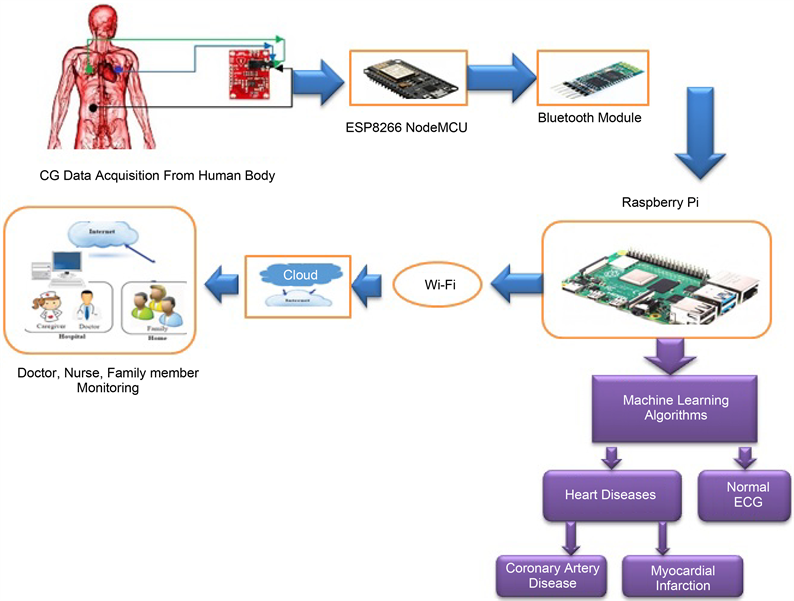 CG Data Acquisition From Human Body
ESP8266 NodeMCU
Bluetooth Module
Raspberry Pi
Internet
Caregiver
Doctor
Hospital
Family
Home
Doctor, Nurse, Family member
Monitoring
Cloud
Internet
Wi-Fi
Machine Learning
Algorithms
Heart Diseases
Normal
ECG
Coronary Artery
Disease
Myocardial
Infarction